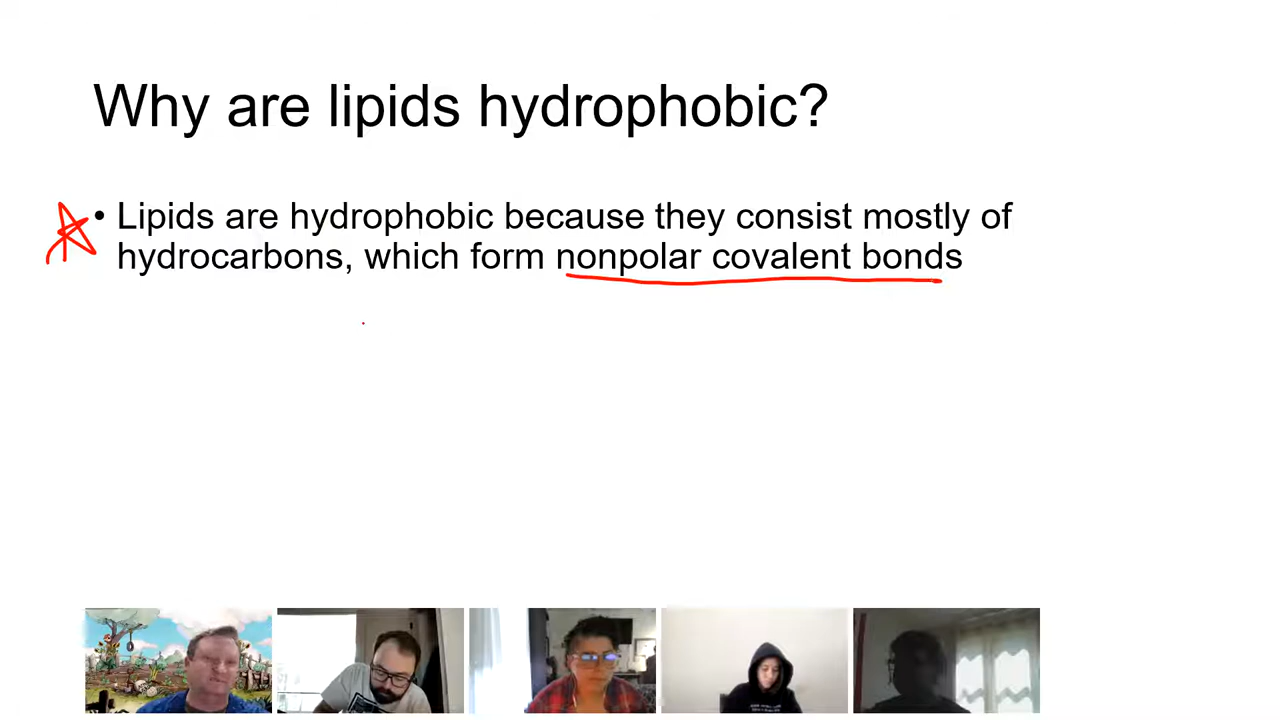 Why are lipids hydrophobic?
• Lipids are hydrophobic because they consist mostly of
hydrocarbons, which form nonpolar covalent bonds